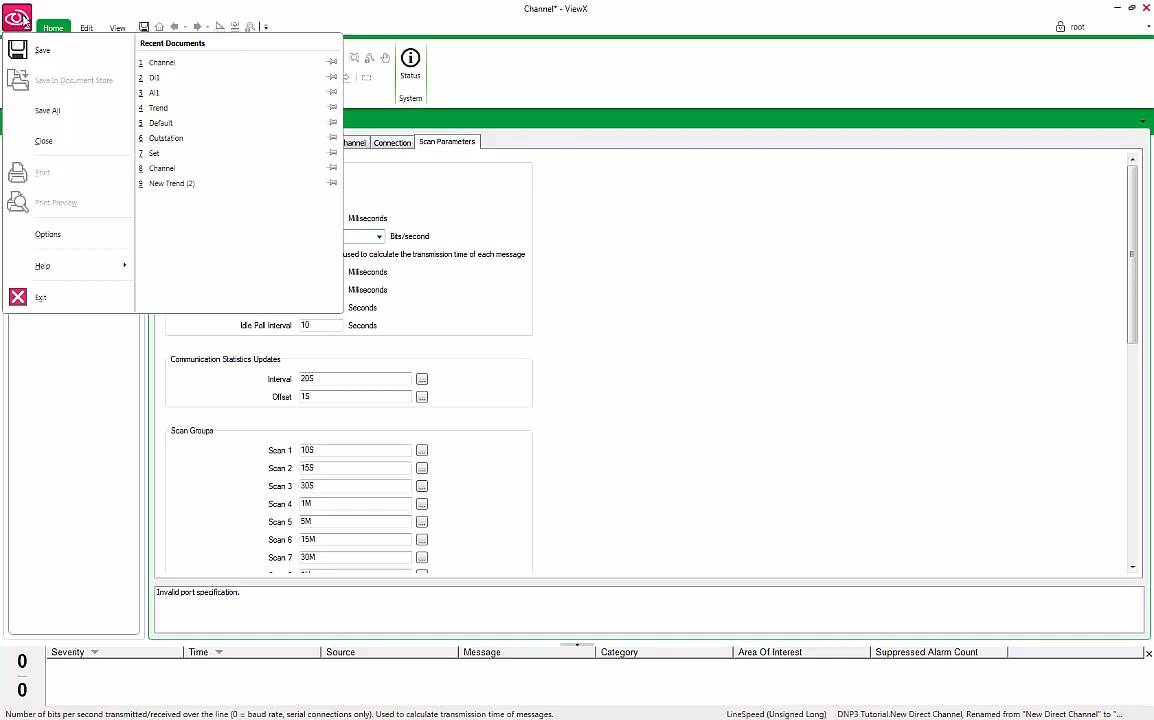 Channel* - ViewX
Home Edit View
root
Save
Save In Document Store
Save All
Close
Print
Print Preview
Options
Help
Exit
Recent Documents
1 Channel
2 DI1
3 AI1
4 Trend
5 Default
6 Outstation
7 Set
8 Channel
9 New Trend (2)
Status
System
hannel Connection Scan Parameters
Miliseconds
Bits/second
used to calculate the transmission time of each message
Miliseconds
Miliseconds
Seconds
Idle Poll Interval 10 Seconds
Communication Statistics Updates
Interval 20S ...
Offset 1S ...
Scan Groups
Scan 1 10S ...
Scan 2 15S ...
Scan 3 30S ...
Scan 4 1M ...
Scan 5 5M ...
Scan 6 15M ...
Scan 7 30M ...
Invalid port specification.
0 Severity Time Source Message Category Area Of Interest Suppressed Alarm Count
0
Number of bits per second transmitted/received over the line (0 = baud rate, serial connections only). Used to calculate transmission time of messages. LineSpeed (Unsigned Long) DNP3 Tutorial.New Direct Channel, Renamed from "New Direct Channel" to "...